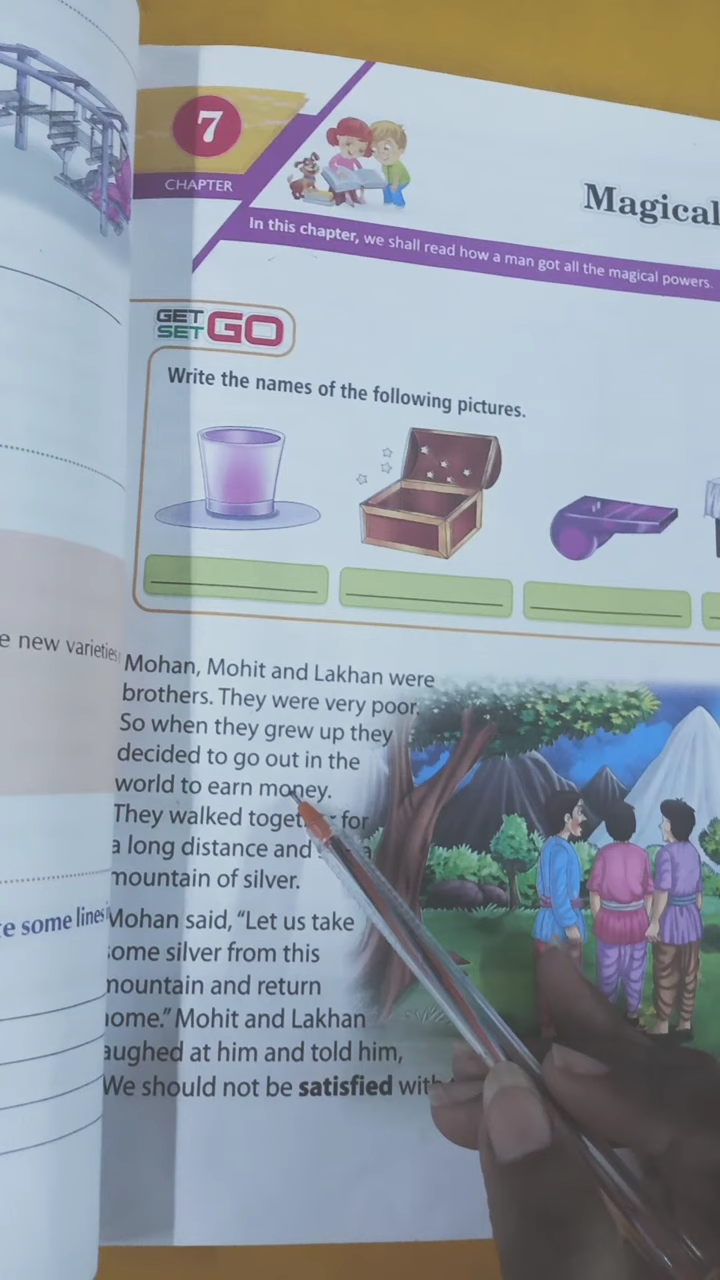 7
CHAPTER
Magical
In this chapter, we shall read how a man got all the magical powers.
GET
SET GO
Write the names of the following pictures.
e new varieties
Mohan, Mohit and Lakhan were
brothers. They were very poor.
So when they grew up they
decided to go out in the
world to earn money.
They walked for
a long distance and a
mountain of silver.
e some lines
Mohan said, "Let us take
ome silver from this
mountain and return
ome." Mohit and Lakhan
aughed at him and told him,
We should not be satisfied with